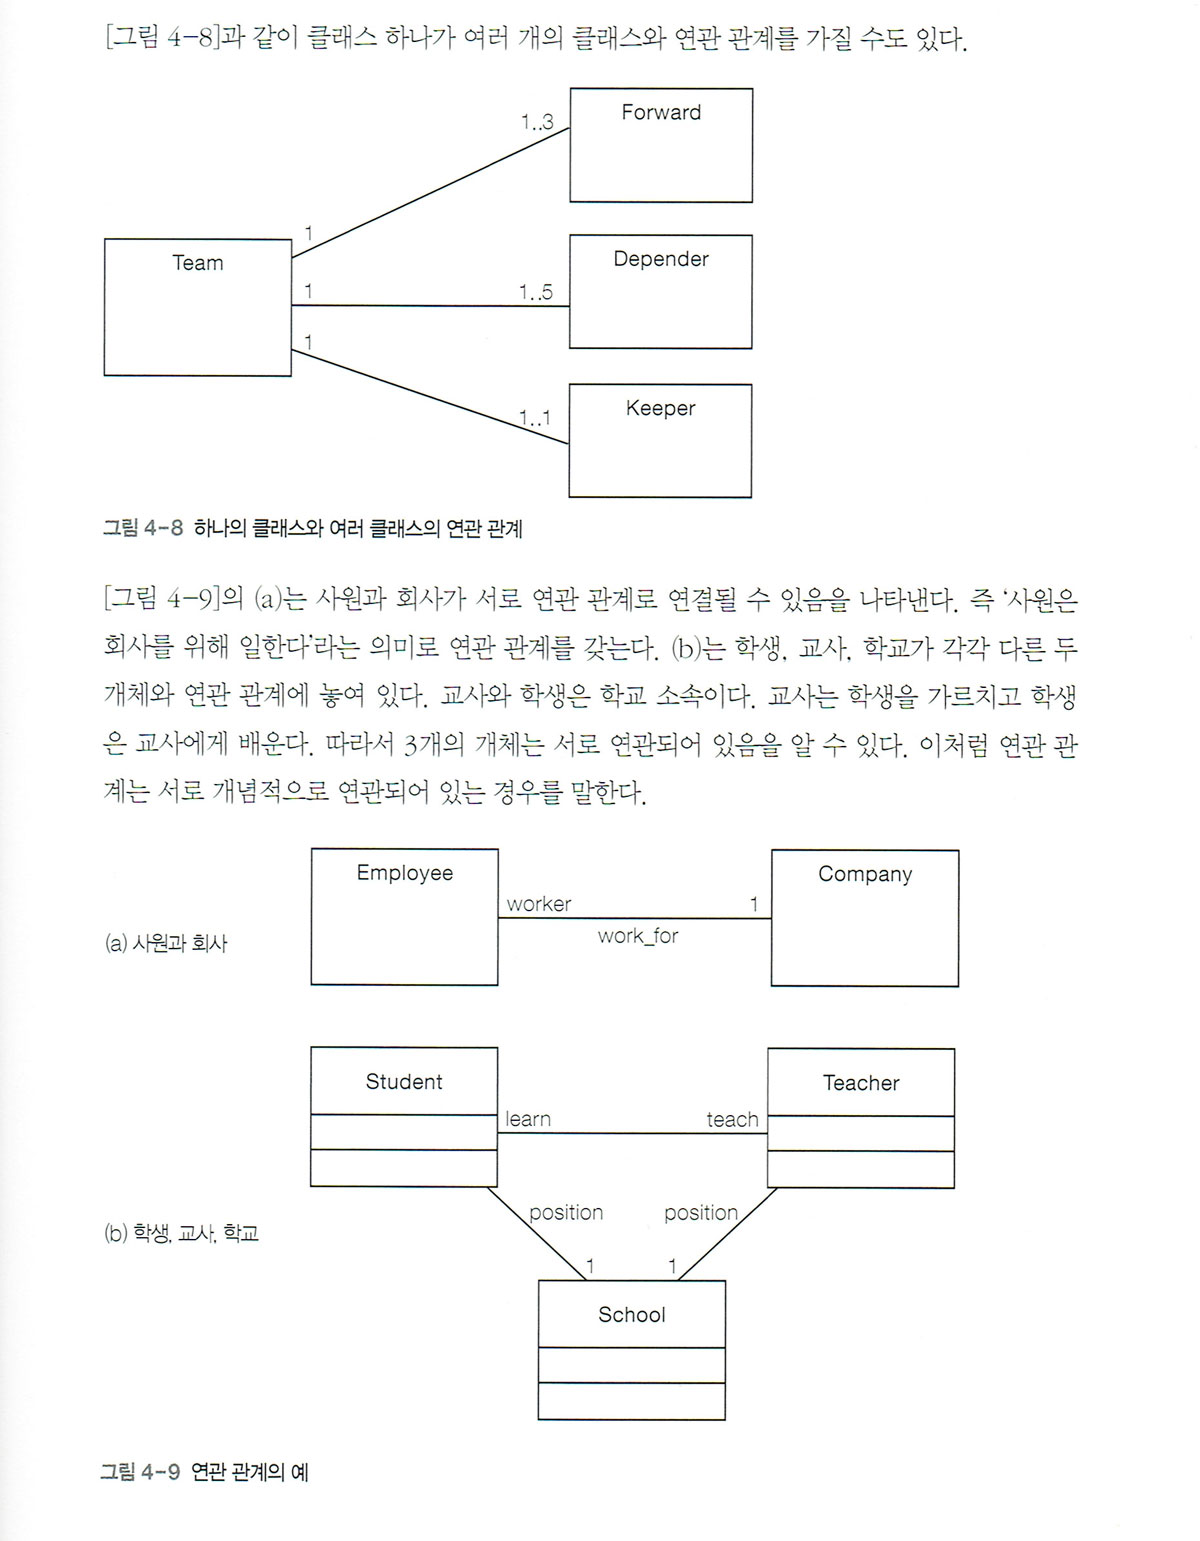 [그림 4-8]과 같이 클래스 하나가 여러 개의 클래스와 연관 관계를 가질 수도 있다.
Forward
1..3
1
Team
Depender
1
1..5
1
Keeper
1..1
그림 4-8 하나의 클래스와 여러 클래스의 연관 관계
[그림 4-9]의 (a)는 사원과 회사가 서로 연관 관계로 연결될 수 있음을 나타낸다. 즉 ‘사원은
회사를 위해 일한다’라는 의미로 연관 관계를 갖는다. (b)는 학생, 교사, 학교가 각각 다른 두
개체와 연관 관계에 놓여 있다. 교사와 학생은 학교 소속이다. 교사는 학생을 가르치고 학생
은 교사에게 배운다. 따라서 3개의 개체는 서로 연관되어 있음을 알 수 있다. 이처럼 연관 관
계는 서로 개념적으로 연관되어 있는 경우를 말한다.
Employee
Company
worker
1
work_for
(a) 사원과 회사
Student
Teacher
learn
teach
position
position
(b) 학생, 교사, 학교
1
1
School
그림 4-9 연관 관계의 예